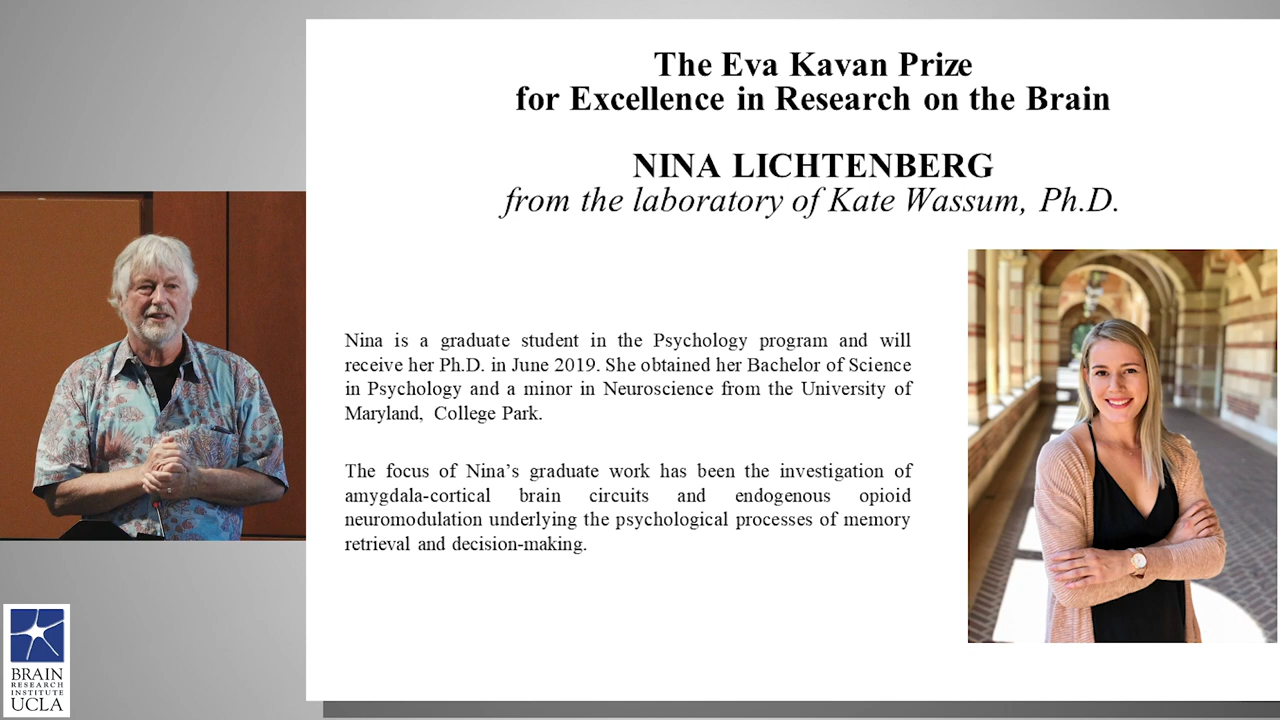 The Eva Kavan Prize
for Excellence in Research on the Brain
NINA LICHTENBERG
from the laboratory of Kate Wassum, Ph.D.
Nina is a graduate student in the Psychology program and will
receive her Ph.D. in June 2019. She obtained her Bachelor of Science
in Psychology and a minor in Neuroscience from the University of
Maryland, College Park.
The focus of Nina’s graduate work has been the investigation of
amygdala-cortical brain circuits and endogenous opioid
neuromodulation underlying the psychological processes of memory
retrieval and decision-making.
BRAIN
RESEARCH
INSTITUTE
UCLA